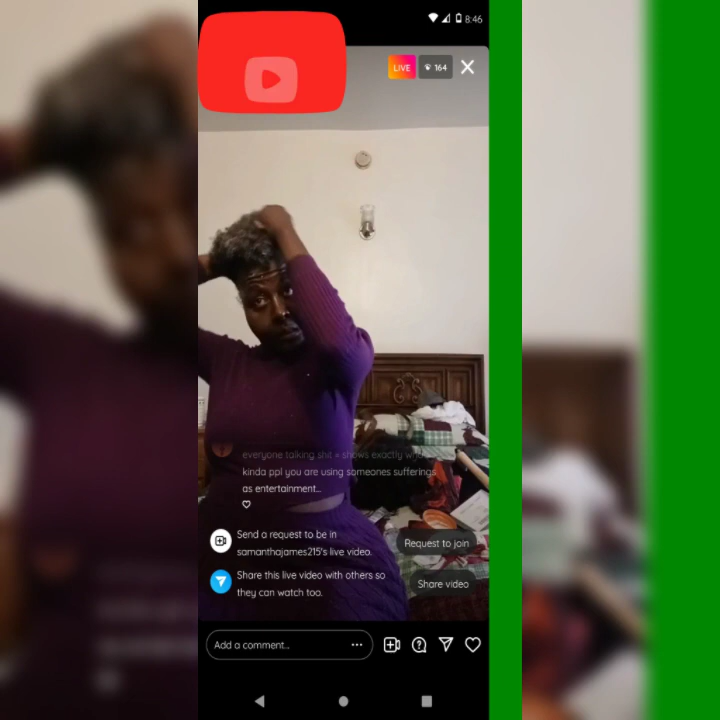 8:46
LIVE
164
everyone talking shit = shows exactly
kinda ppl you are using someones sufferings
as entertainment...
Send a request to be in
samanthajames215's live video.
Request to join
Share this live video with others so
they can watch too.
Share video
Add a comment...